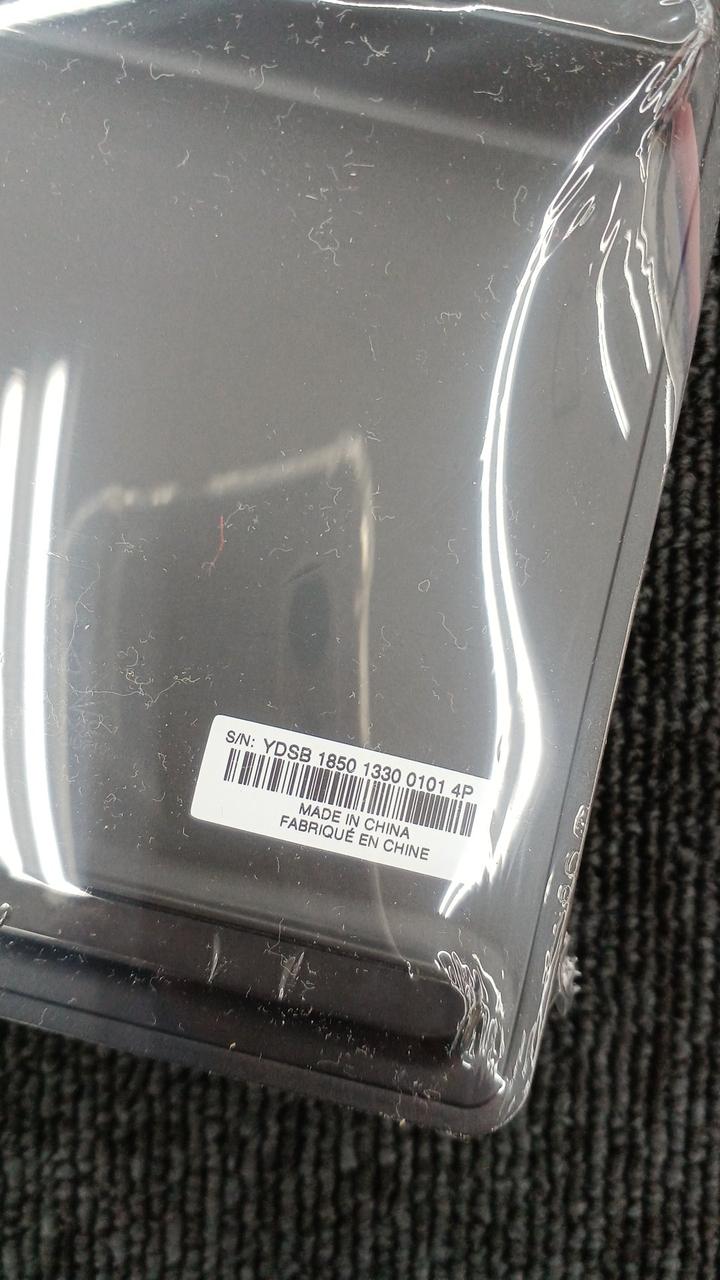 S/N: YDSB 1850 1330 0101 4P
MADE IN CHINA
FABRIQUÉ EN CHINE